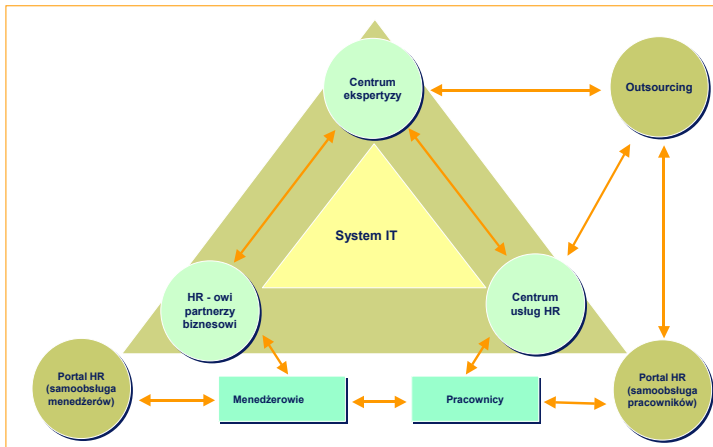 Centrum
ekspertyzy
Outsourcing
System IT
HR - owi
partnerzy
biznesowi
Centrum
usług HR
Portal HR
(samoobsługa
menedżerów)
Menedżerowie
Pracownicy
Portal HR
(samoobsługa
pracowników)